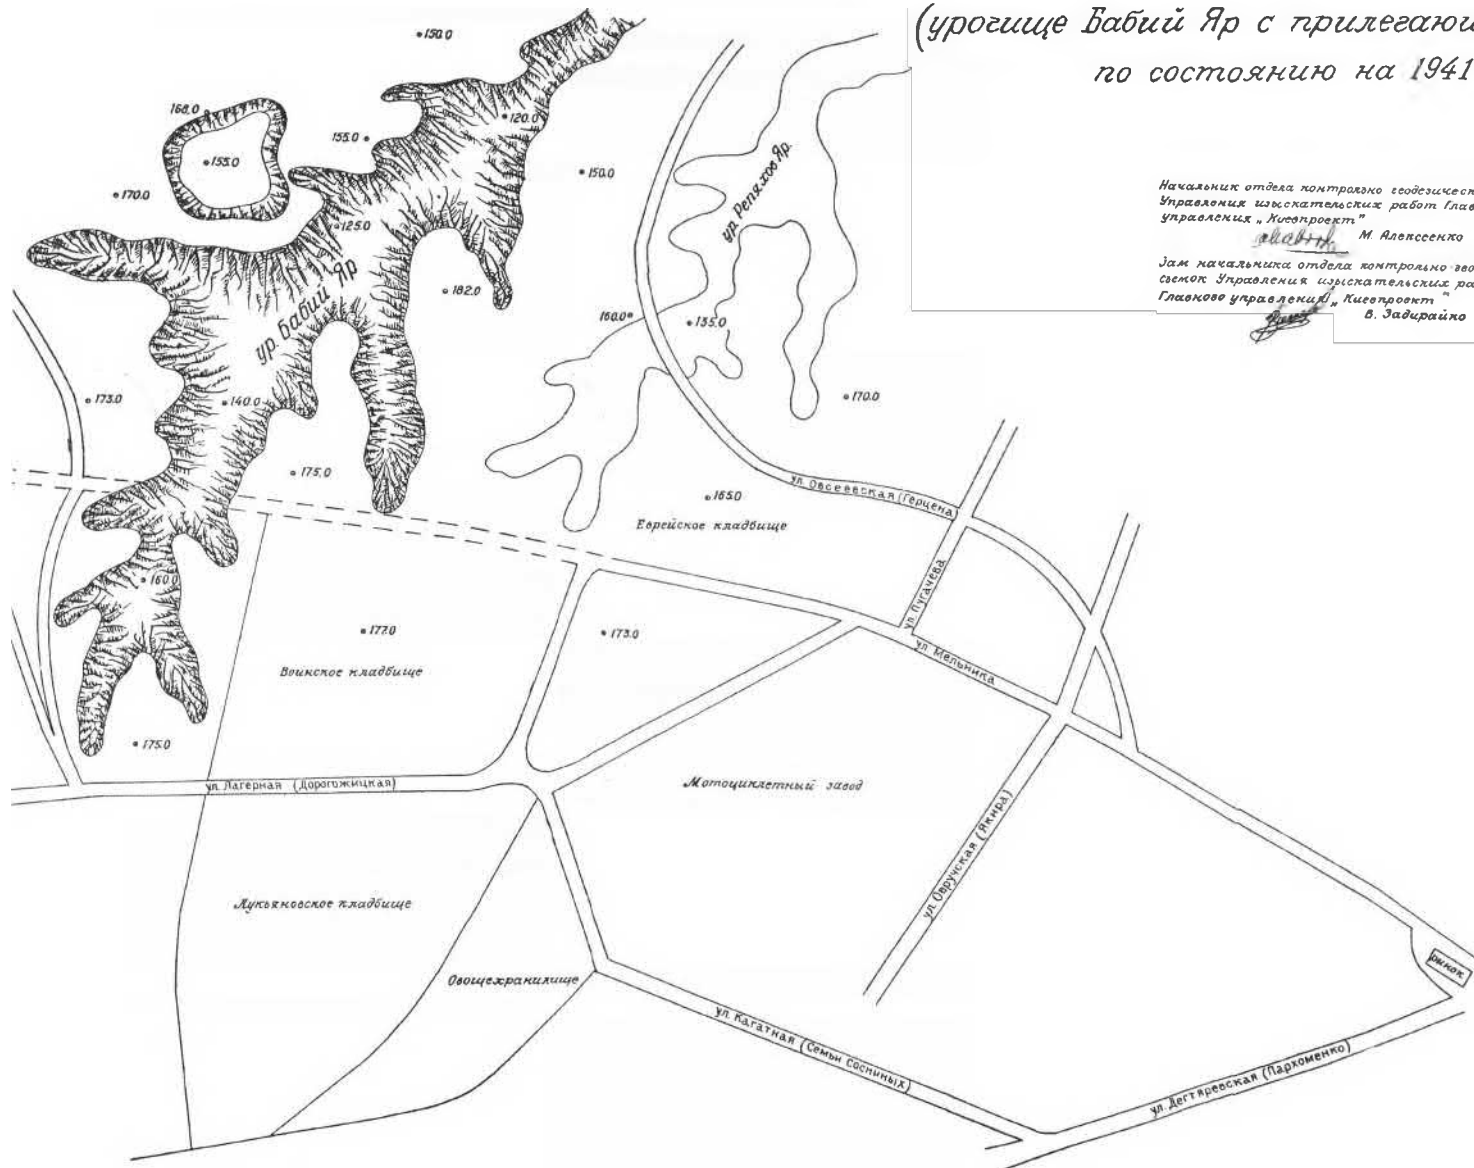 (урочище Бабий Яр с прилегающ
по состоянию на 1941
Начальник отдела контрольно геодезическ
Управления изыскательских работ Глав
управления „Киевпроект"
М. Алексеенко
Зам начальника отдела контрольно-гео
съемок Управления изыскательских ра
Главного управления „Киевпроект"
В. Задирайко
150.0
168.0
155.0
120.0
155.0
170.0
150.0
125.0
ур. Репяхов Яр.
182.0
ур. Бабий Яр
160.0
135.0
173.0
140.0
170.0
175.0
165.0
ул. Овсеевская (Герцена)
Еврейское кладбище
160.0
ул. Пугачева
177.0
173.0
ул. Мельника
Воинское кладбище
175.0
ул. Лагерная (Дорогожицкая)
Мотоциклетный завод
ул. Овручская (Якира)
Лукьяновское кладбище
Овощехранилище
рынок
ул. Кагатная (Семьи Сосниных)
ул. Дегтяревская (Пархоменко)